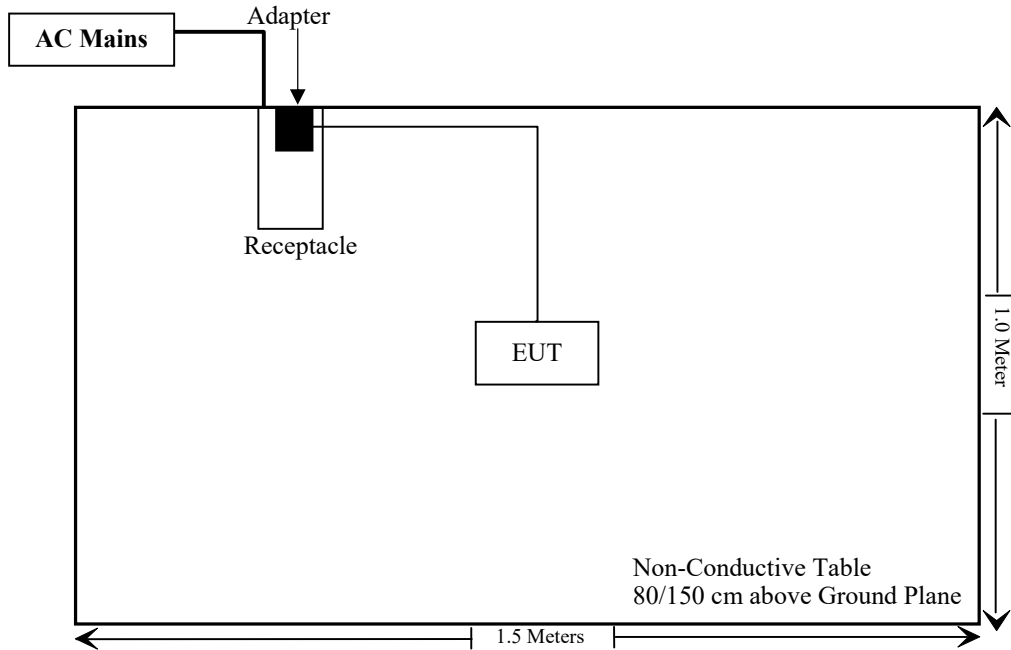 Adapter
AC Mains
Receptacle
EUT
1.0 Meter
Non-Conductive Table
80/150 cm above Ground Plane
1.5 Meters